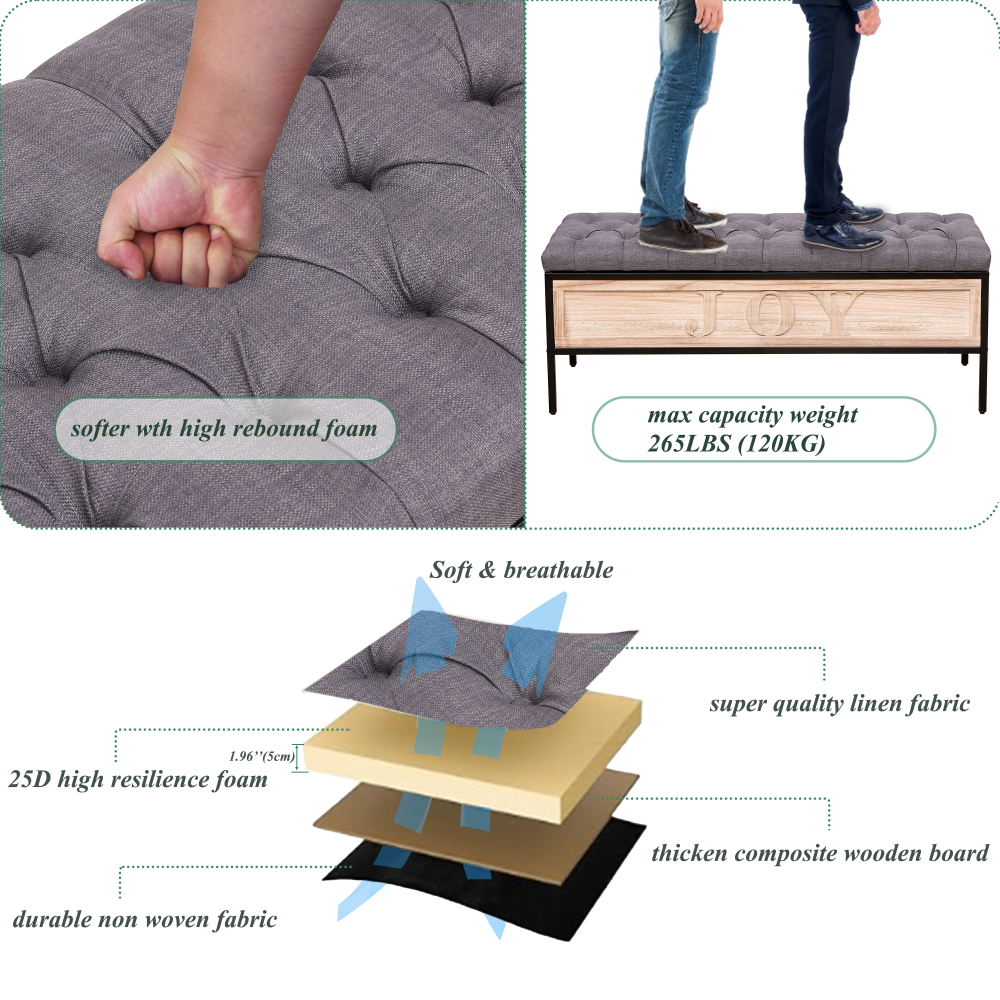 softer wth high rebound foam
JOY
max capacity weight
265LBS (120KG)
Soft & breathable
super quality linen fabric
1.96’’(5cm)
25D high resilience foam
thicken composite wooden board
durable non woven fabric